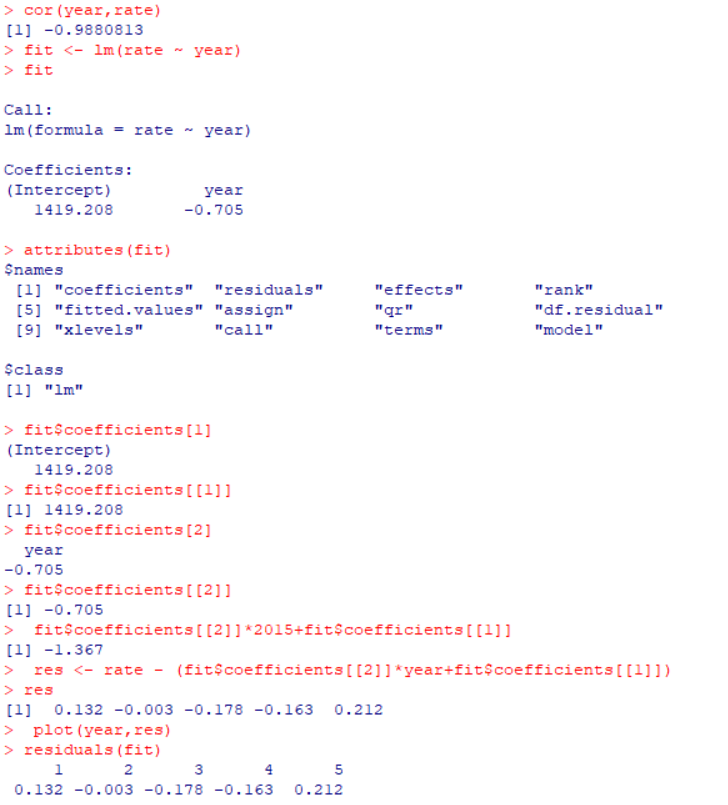 > cor(year,rate)
[1] -0.9880813
> fit <- lm(rate ~ year)
> fit
Call:
lm(formula = rate ~ year)
Coefficients:
(Intercept)         year
   1419.208       -0.705
> attributes(fit)
$names
 [1] "coefficients"  "residuals"     "effects"       "rank"
 [5] "fitted.values" "assign"        "qr"            "df.residual"
 [9] "xlevels"       "call"          "terms"         "model"
$class
[1] "lm"
> fit$coefficients[1]
(Intercept)
   1419.208
> fit$coefficients[[1]]
[1] 1419.208
> fit$coefficients[2]
  year
-0.705
> fit$coefficients[[2]]
[1] -0.705
>  fit$coefficients[[2]]*2015+fit$coefficients[[1]]
[1] -1.367
>  res <- rate - (fit$coefficients[[2]]*year+fit$coefficients[[1]])
> res
[1]  0.132 -0.003 -0.178 -0.163  0.212
>  plot(year,res)
> residuals(fit)
     1      2      3      4      5
 0.132 -0.003 -0.178 -0.163  0.212